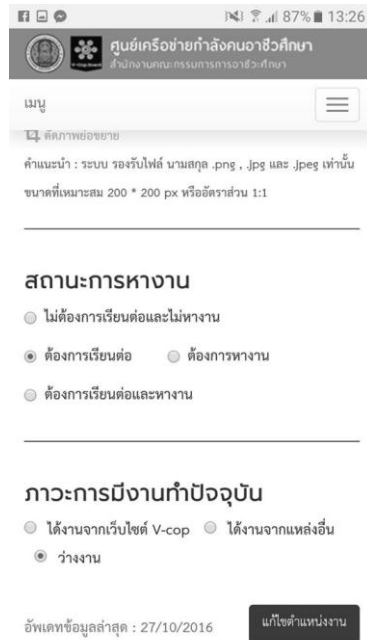 87% 13:26
ศูนย์เครือข่ายกำลังคนอาชีวศึกษา
สำนักงานคณะกรรมการการอาชีวะศึกษา
เมนู
ตัดภาพย่อขยาย
คำแนะนำ : ระบบ รองรับไฟล์ นามสกุล .png , .jpg และ .jpeg เท่านั้น
ขนาดที่เหมาะสม 200 * 200 px หรืออัตราส่วน 1:1
สถานะการหางาน
ไม่ต้องการเรียนต่อและไม่หางาน
ต้องการเรียนต่อ ต้องการหางาน
ต้องการเรียนต่อและหางาน
ภาวะการมีงานทำปัจจุบัน
ได้งานจากเว็บไซต์ V-cop ได้งานจากแหล่งอื่น
ว่างงาน
อัพเดทข้อมูลล่าสุด : 27/10/2016 แก้ไขตำแหน่งงาน